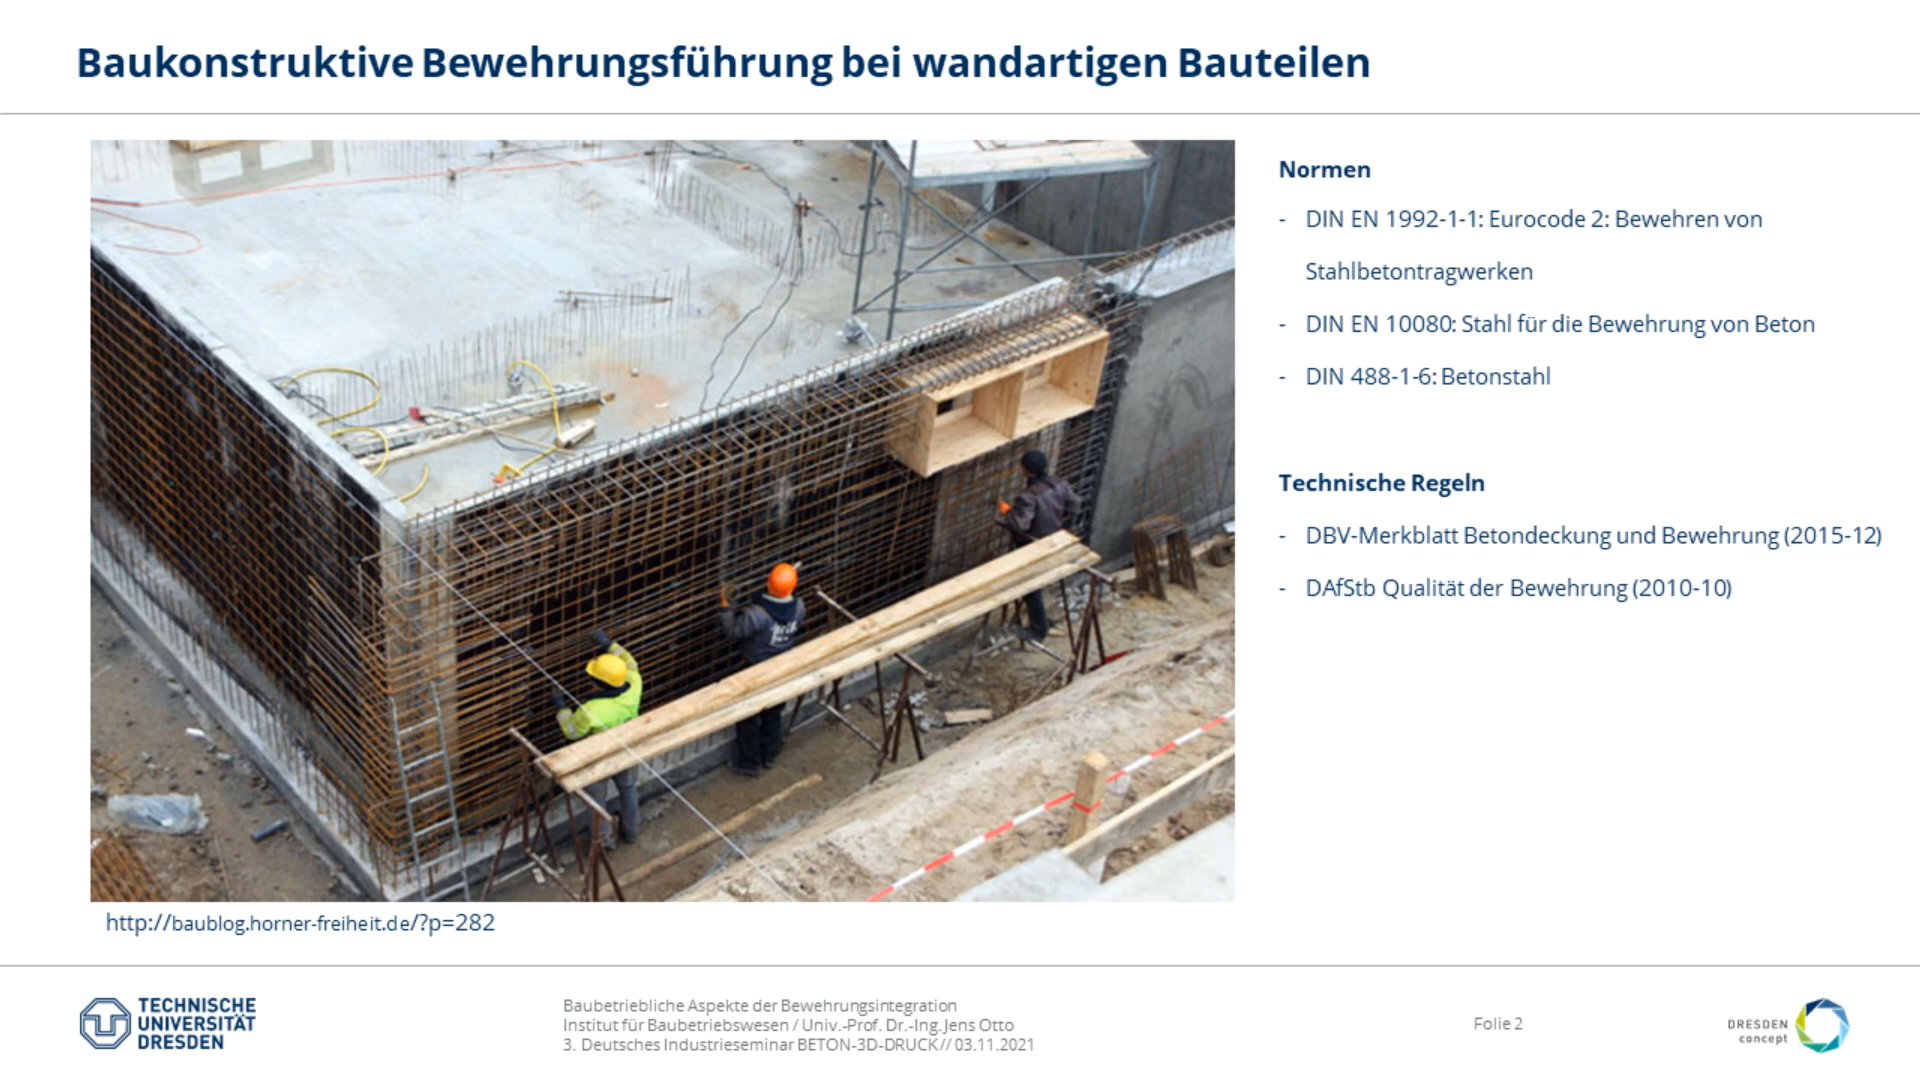 Baukonstruktive Bewehrungsführung bei wandartigen Bauteilen
Normen
- DIN EN 1992-1-1: Eurocode 2: Bewehren von
Stahlbetontragwerken
- DIN EN 10080: Stahl für die Bewehrung von Beton
- DIN 488-1-6: Betonstahl
Technische Regeln
- DBV-Merkblatt Betondeckung und Bewehrung (2015-12)
- DAfStb Qualität der Bewehrung (2010-10)
http://baublog.horner-freiheit.de/?p=282
TECHNISCHE
UNIVERSITÄT
DRESDEN
Baubetriebliche Aspekte der Bewehrungsintegration
Institut für Baubetriebswesen / Univ.-Prof. Dr.-Ing. Jens Otto
3. Deutsches Industrieseminar BETON-3D-DRUCK// 03.11.2021
Folie 2
DRESDEN
concept